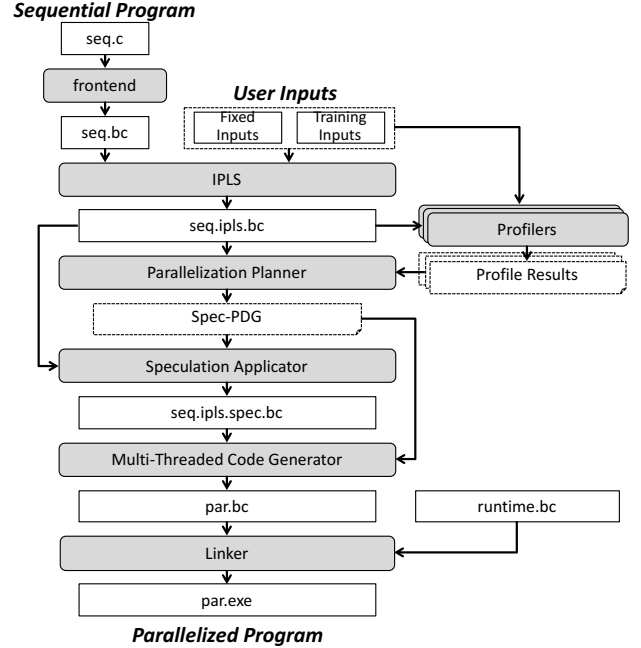 Sequential Program
seq.c
frontend
seq.bc
User Inputs
Fixed
Inputs
Training
Inputs
IPLS
seq.ipls.bc
Profilers
Parallelization Planner
Profile Results
Spec-PDG
Speculation Applicator
seq.ipls.spec.bc
Multi-Threaded Code Generator
par.bc
runtime.bc
Linker
par.exe
Parallelized Program